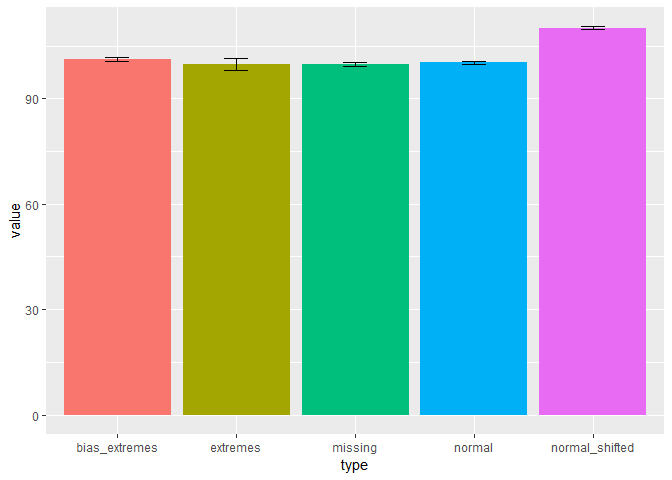 value
90
60
30
0
bias_extremes extremes missing normal normal_shifted
type